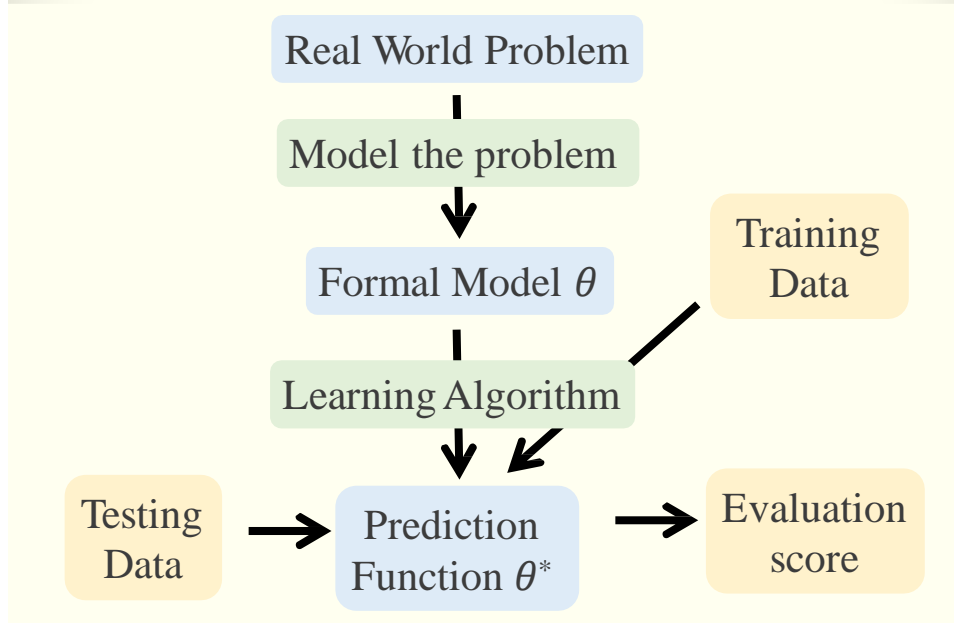 Real World Problem
Model the problem
Training
Data
Formal Model θ
Learning Algorithm
Testing
Data
Prediction
Function θ*
Evaluation
score